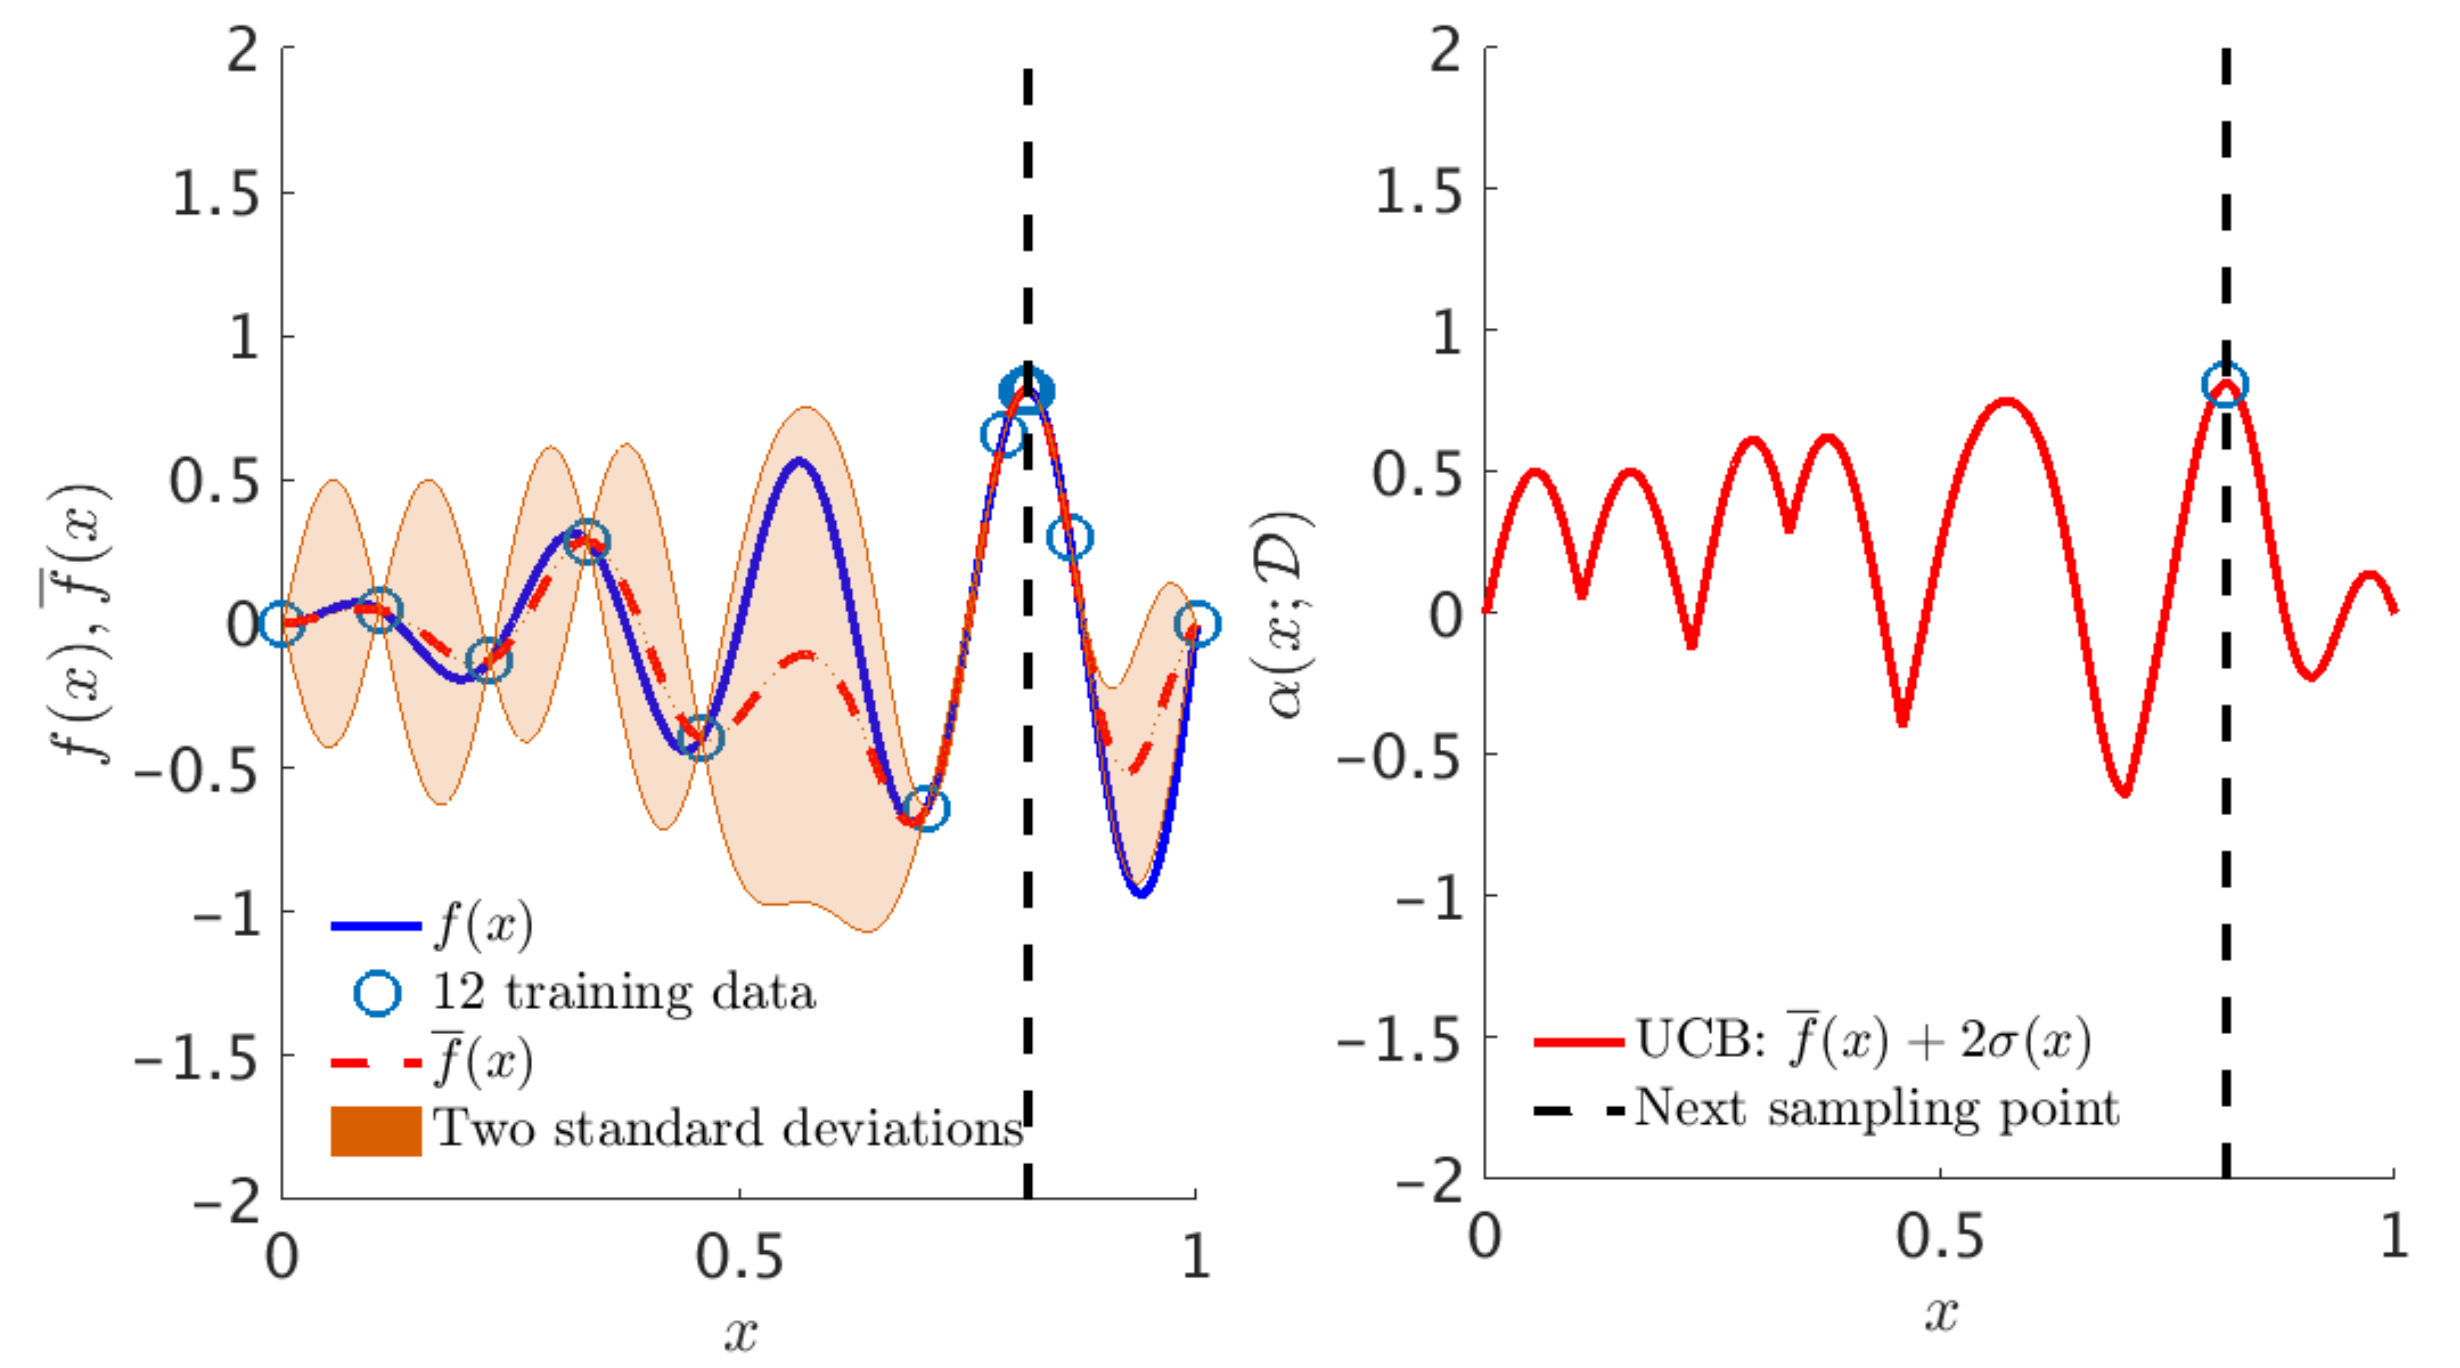 2
1.5
1
0.5
0
-0.5
-1
-1.5
-2
0
0.5
1
x
f(x), f̅(x)
f(x)
12 training data
f̅(x)
Two standard deviations
2
1.5
1
0.5
0
-0.5
-1
-1.5
-2
0
0.5
1
x
α(x; 𝒟)
UCB: f̅(x) + 2σ(x)
Next sampling point